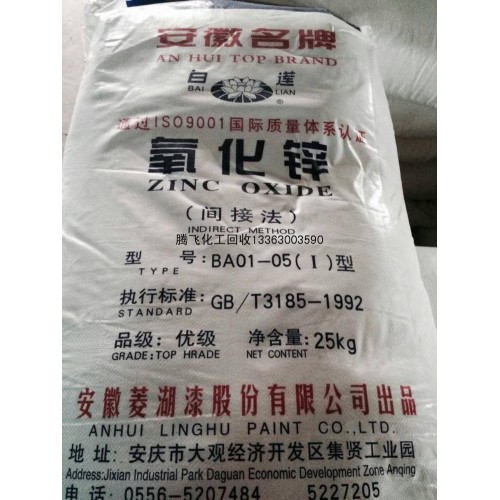 安徽名牌
AN HUI TOP BRAND
白 莲
BAI LIAN
®
通过ISO9001国际质量体系认证
氧化锌
ZINC OXIDE
(间接法)
INDIRECT METHOD
腾飞化工回收13363003590
型 号: BA01-05(I)型
TYPE
执行标准: GB/T3185-1992
STANDARD
品级: 优级 净含量: 25kg
GRADE:TOP HRADE NET CONTENT
安徽菱湖漆股份有限公司出品
ANHUI LINGHU PAINT CO.,LTD.
地 址: 安庆市大观经济开发区集贤工业园
Address:Jixian Industrial Park Daguan Economic Development Zone Anqing
电 话: 0556-5207484 5227205